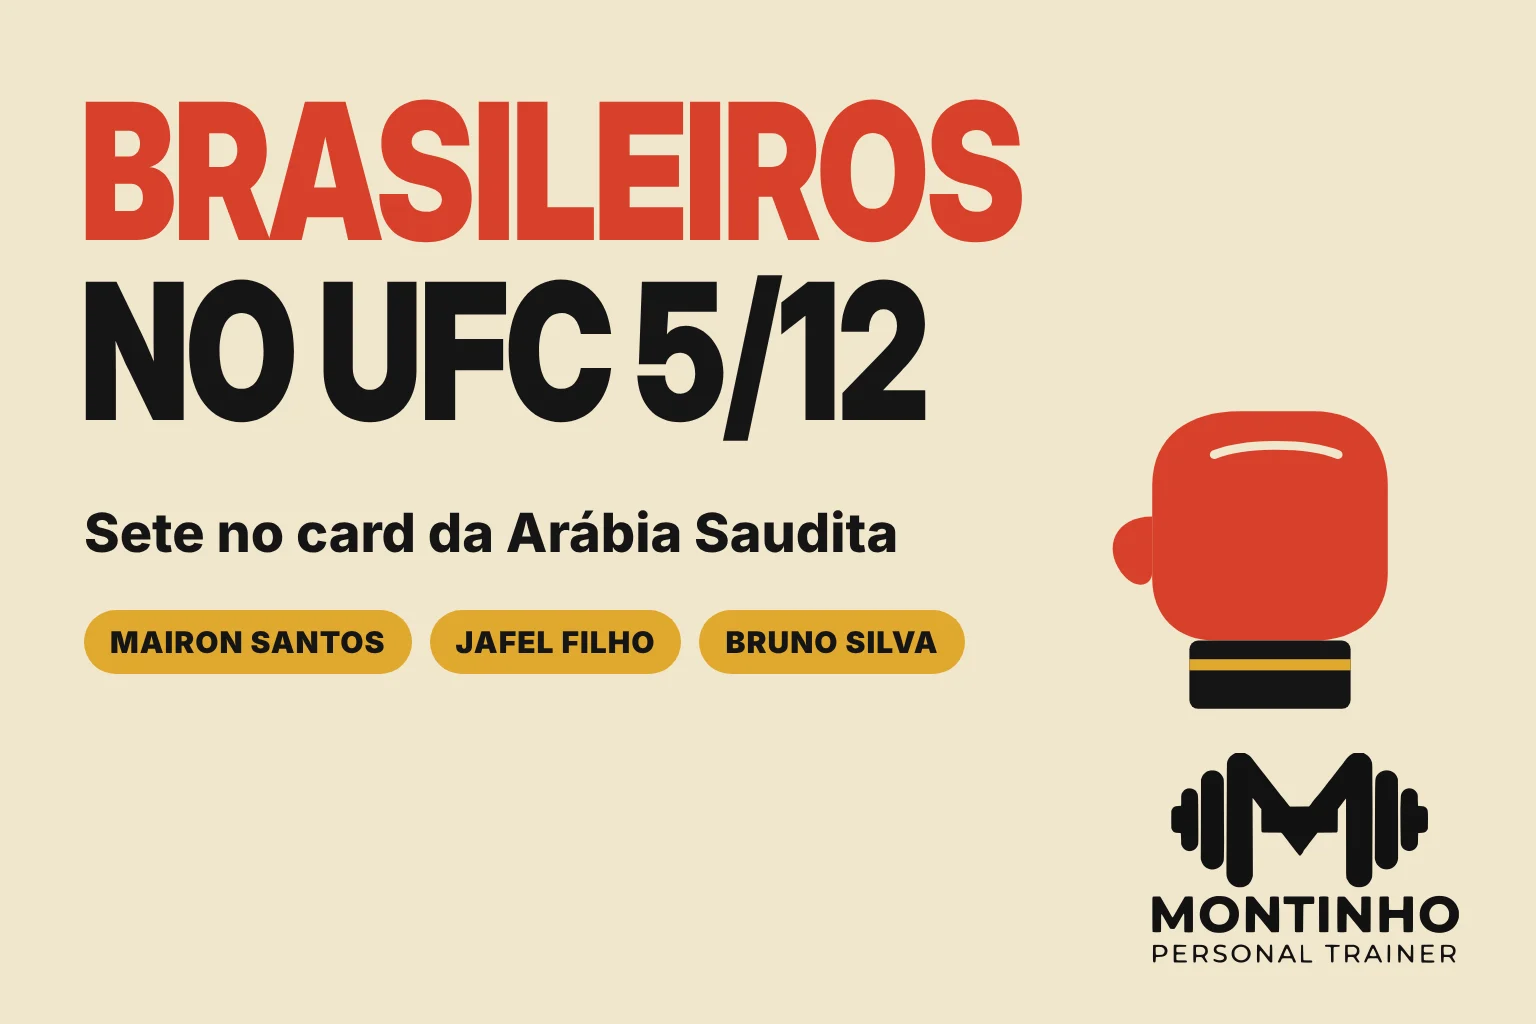 BRASILEIROS
NO UFC 5/12
Sete no card da Arábia Saudita
MAIRON SANTOS JAFEL FILHO BRUNO SILVA
M
MONTINHO
PERSONAL TRAINER